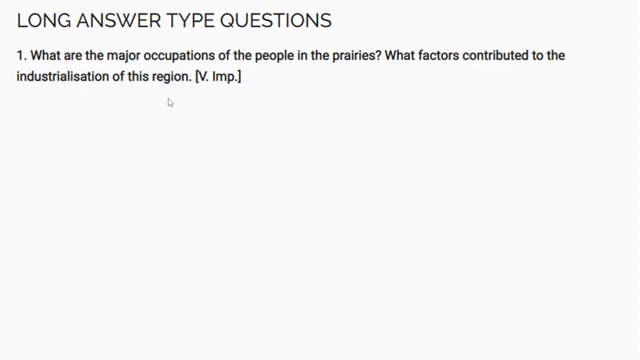 LONG ANSWER TYPE QUESTIONS
1. What are the major occupations of the people in the prairies? What factors contributed to the
industrialisation of this region. [V. Imp.]